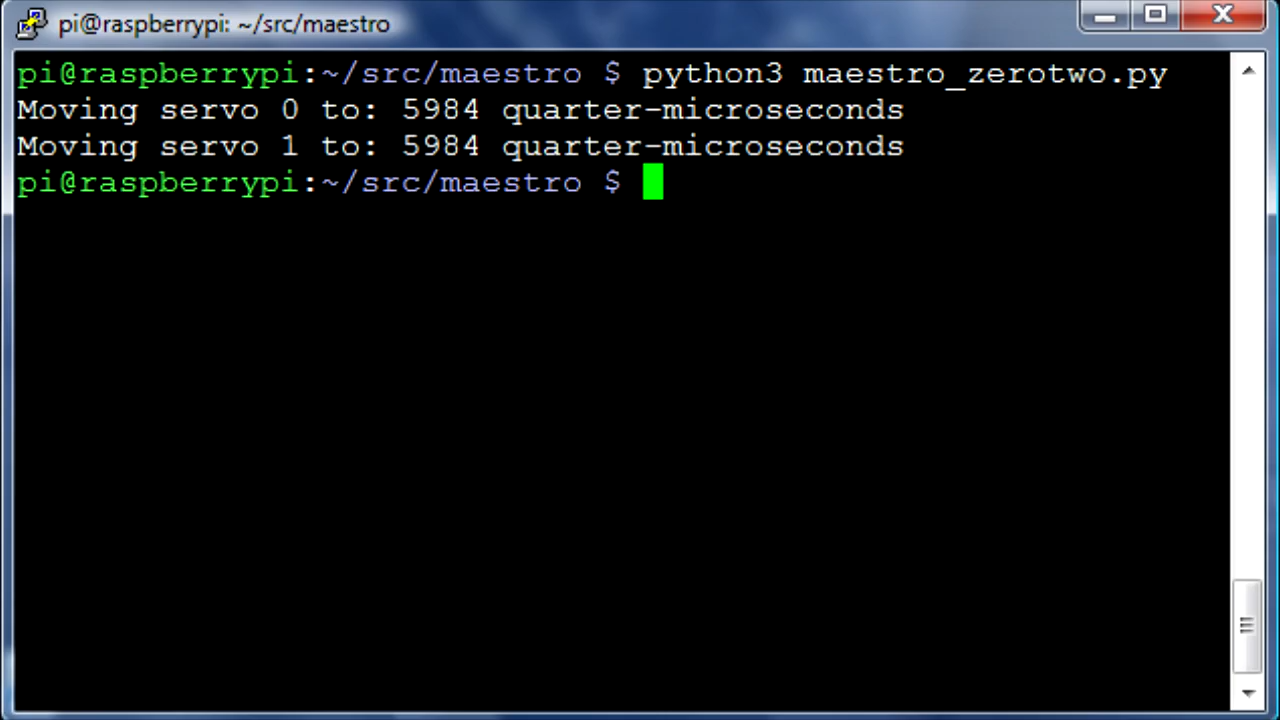 pi@raspberrypi: ~/src/maestro
pi@raspberrypi:~/src/maestro $ python3 maestro_zerotwo.py
Moving servo 0 to: 5984 quarter-microseconds
Moving servo 1 to: 5984 quarter-microseconds
pi@raspberrypi:~/src/maestro $